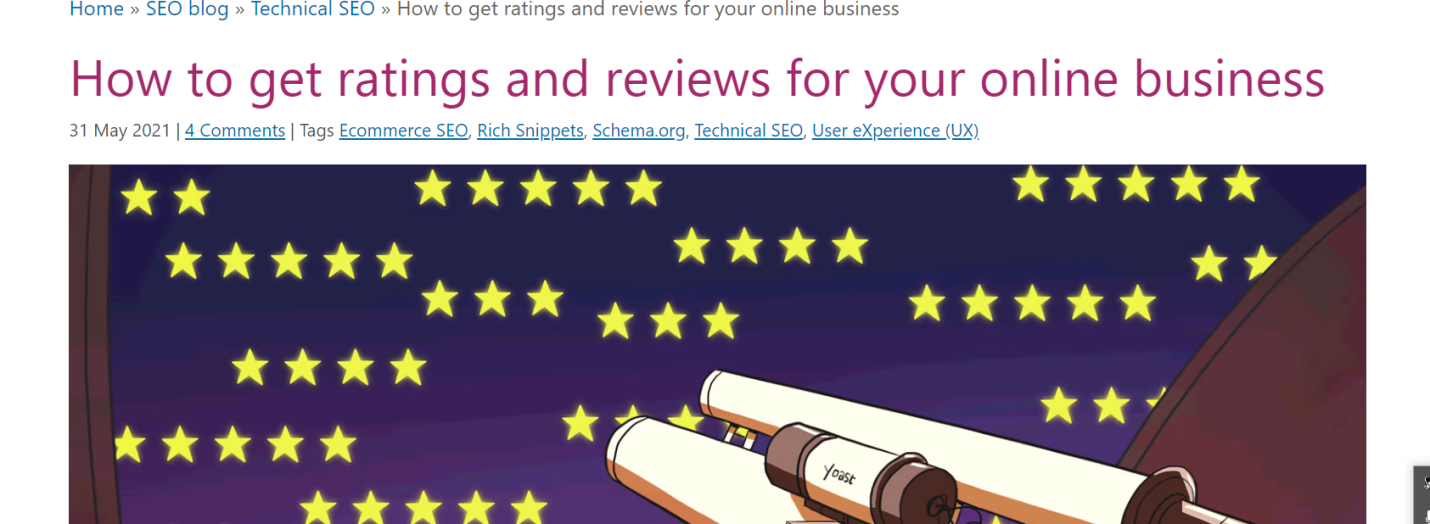 Home » SEO blog » Technical SEO » How to get ratings and reviews for your online business
How to get ratings and reviews for your online business
31 May 2021 | 4 Comments | Tags Ecommerce SEO, Rich Snippets, Schema.org, Technical SEO, User eXperience (UX)
yoast